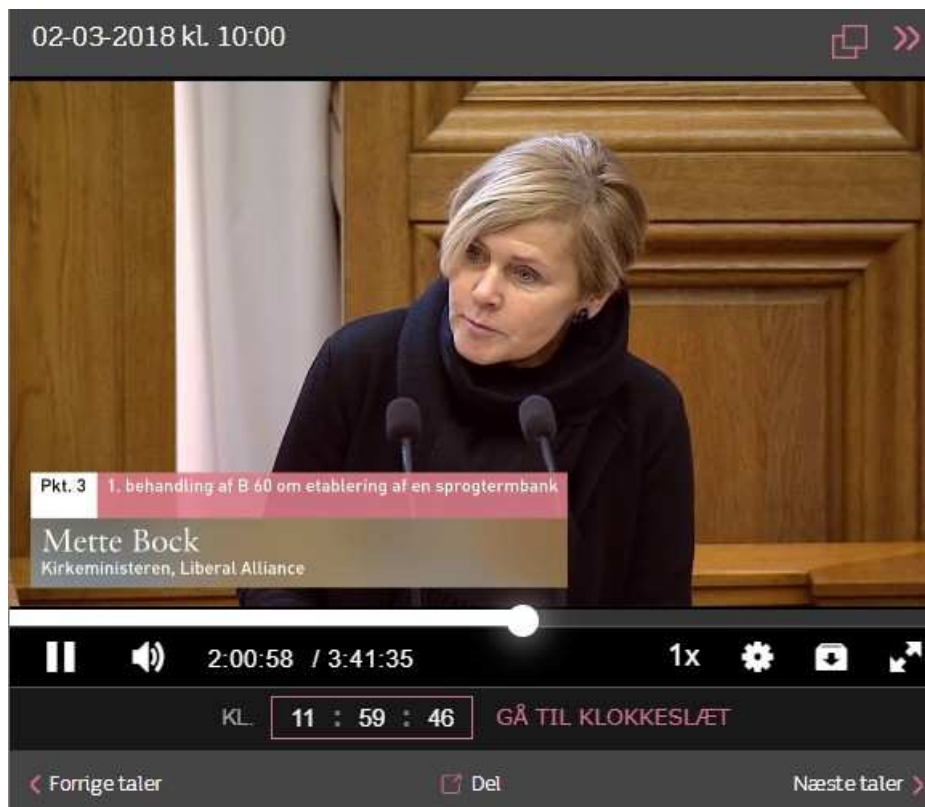 02-03-2018 kl. 10:00
Pkt. 3 1. behandling af B 60 om etablering af en sprogtermbank
Mette Bock
Kirkeministeren, Liberal Alliance
2:00:58 / 3:41:35 1x
KL. 11 : 59 : 46 GÅ TIL KLOKKESLÆT
Forrige taler Del Næste taler